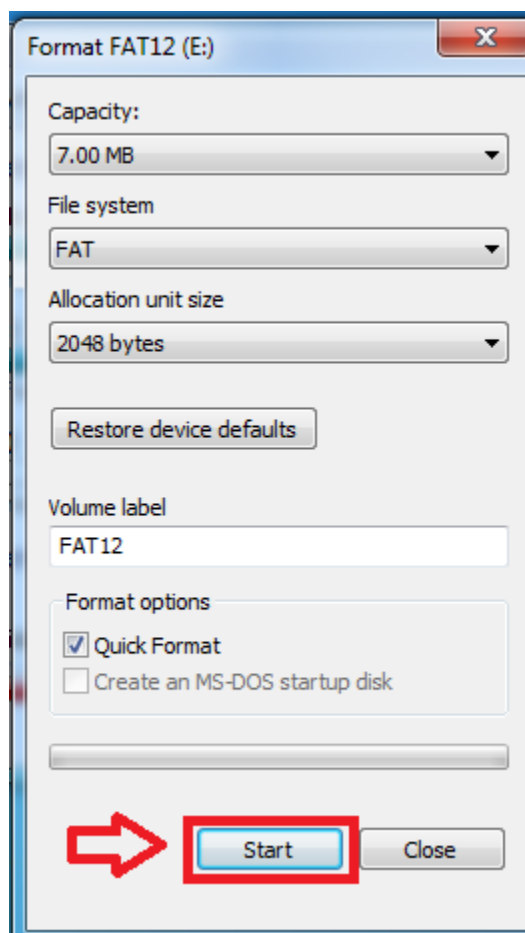 Format FAT12 (E:)
Capacity:
7.00 MB
File system
FAT
Allocation unit size
2048 bytes
Restore device defaults
Volume label
FAT12
Format options
Quick Format
Create an MS-DOS startup disk
Start
Close